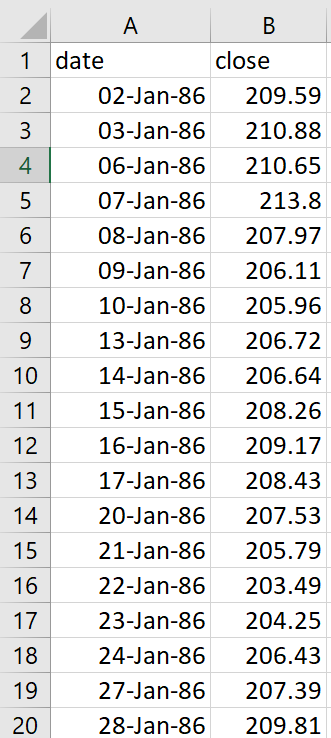 A B
1 date close
2 02-Jan-86 209.59
3 03-Jan-86 210.88
4 06-Jan-86 210.65
5 07-Jan-86 213.8
6 08-Jan-86 207.97
7 09-Jan-86 206.11
8 10-Jan-86 205.96
9 13-Jan-86 206.72
10 14-Jan-86 206.64
11 15-Jan-86 208.26
12 16-Jan-86 209.17
13 17-Jan-86 208.43
14 20-Jan-86 207.53
15 21-Jan-86 205.79
16 22-Jan-86 203.49
17 23-Jan-86 204.25
18 24-Jan-86 206.43
19 27-Jan-86 207.39
20 28-Jan-86 209.81